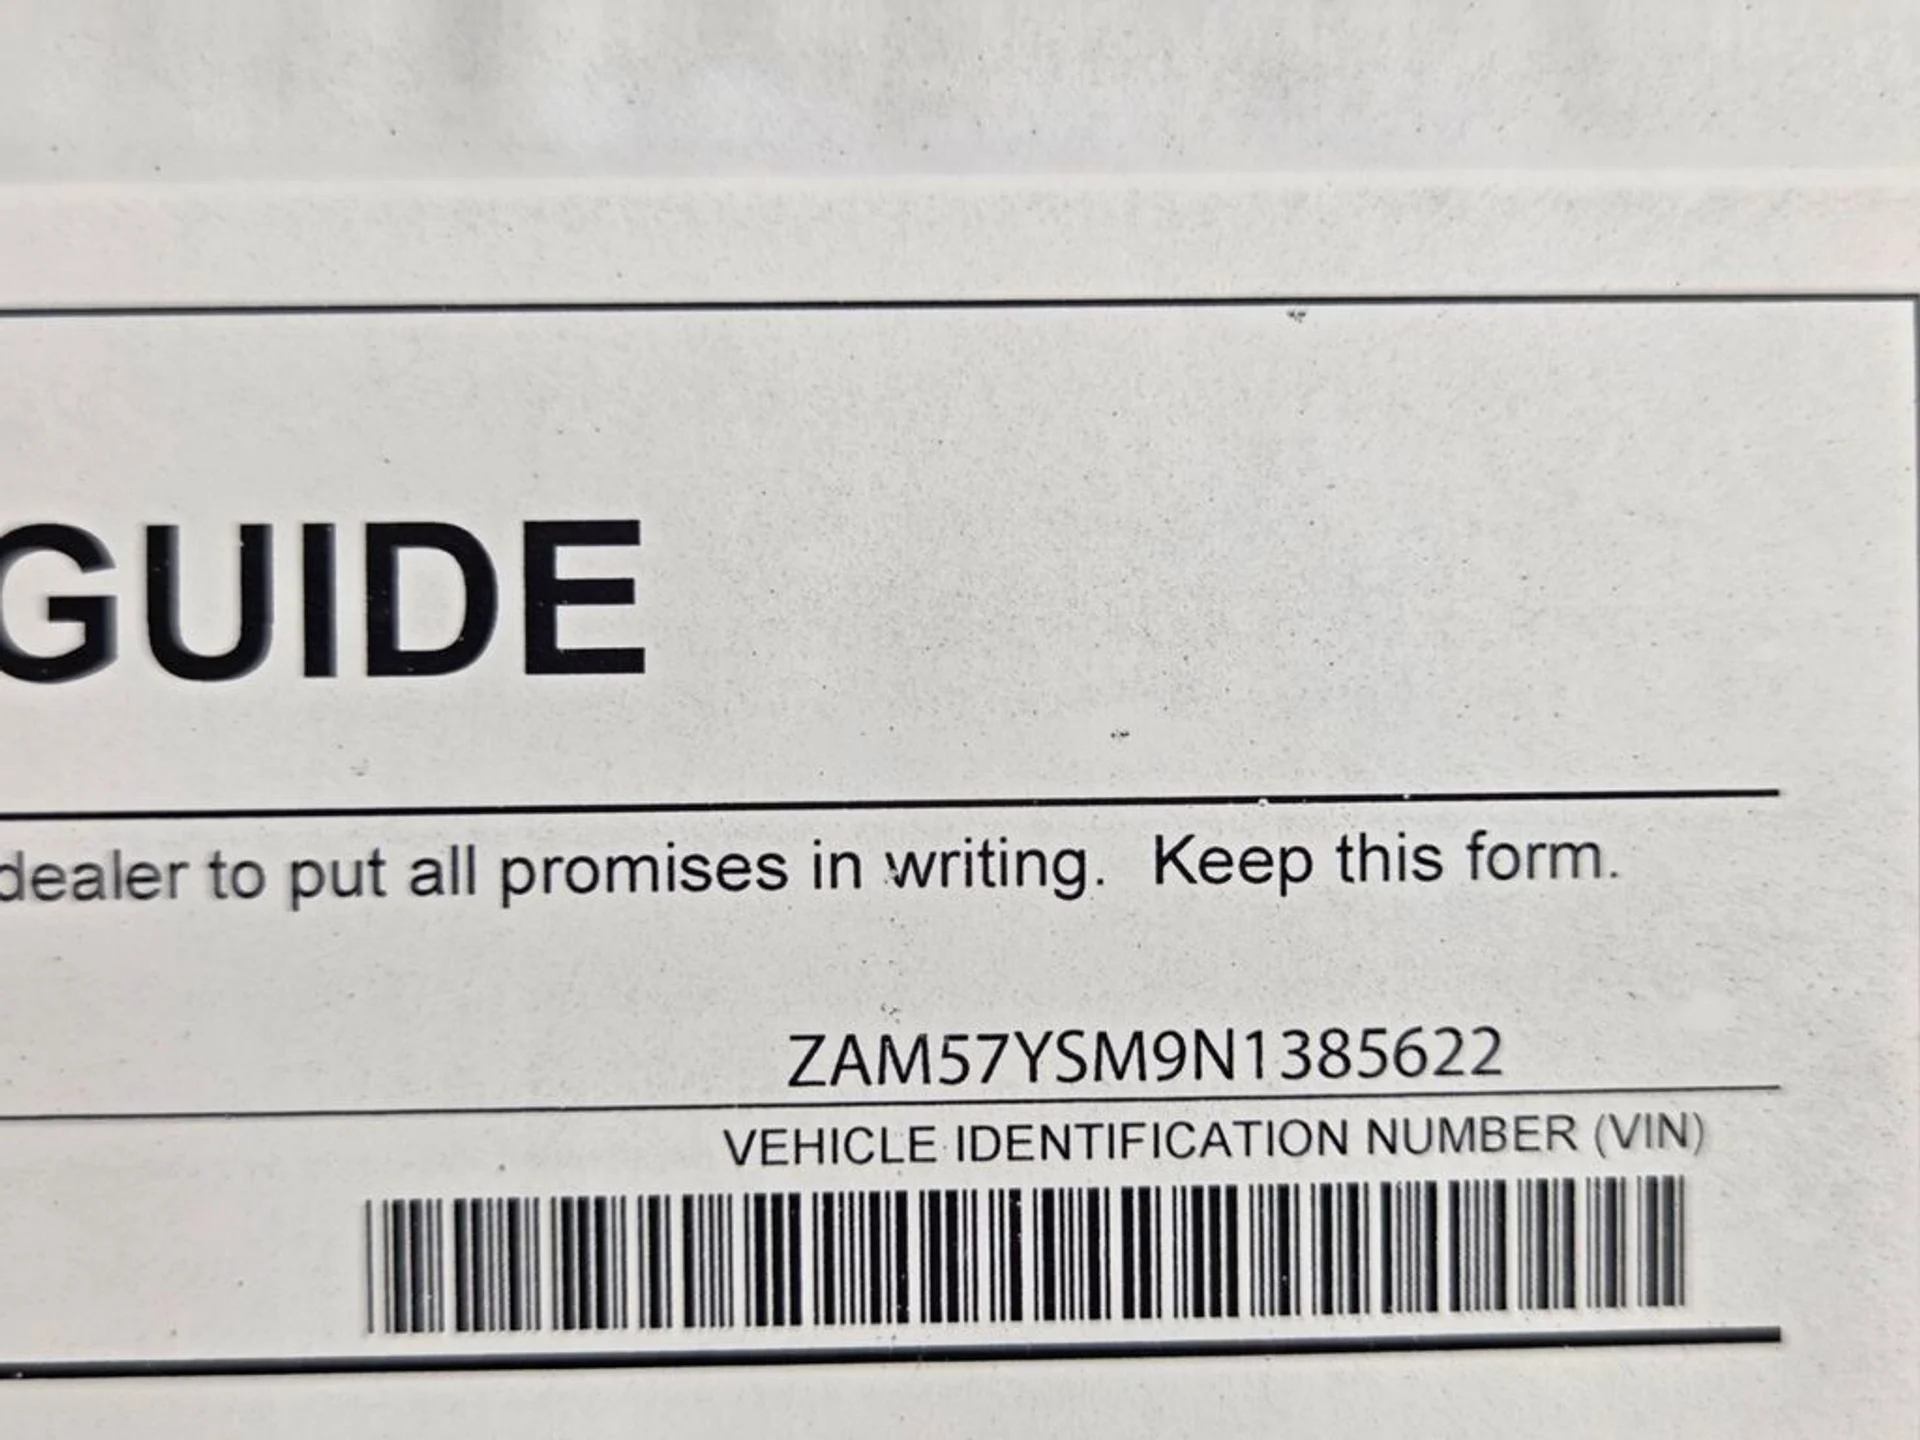 GUIDE
dealer to put all promises in writing. Keep this form.
ZAM57YSM9N1385622
VEHICLE IDENTIFICATION NUMBER (VIN)